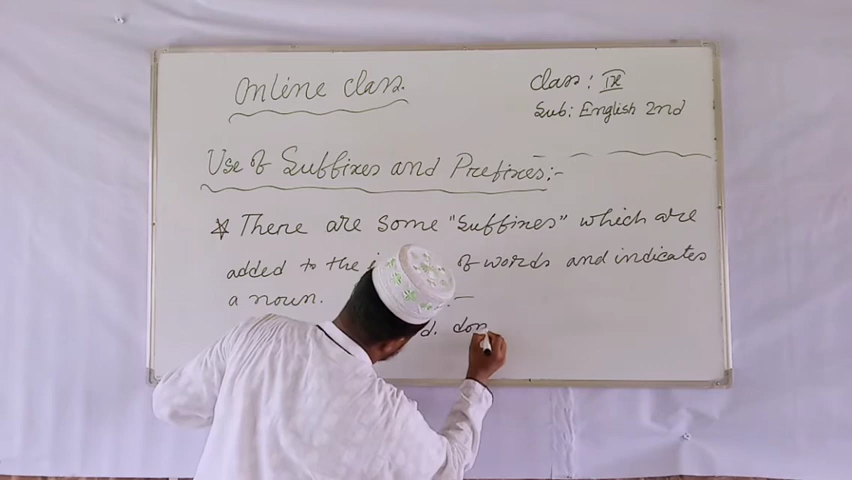 Online class.
Class: IX
Sub: English 2nd
Use of Suffixes and Prefixes:-
There are some "Suffixes" which are
added to the of words and indicates
a noun.
d. dom